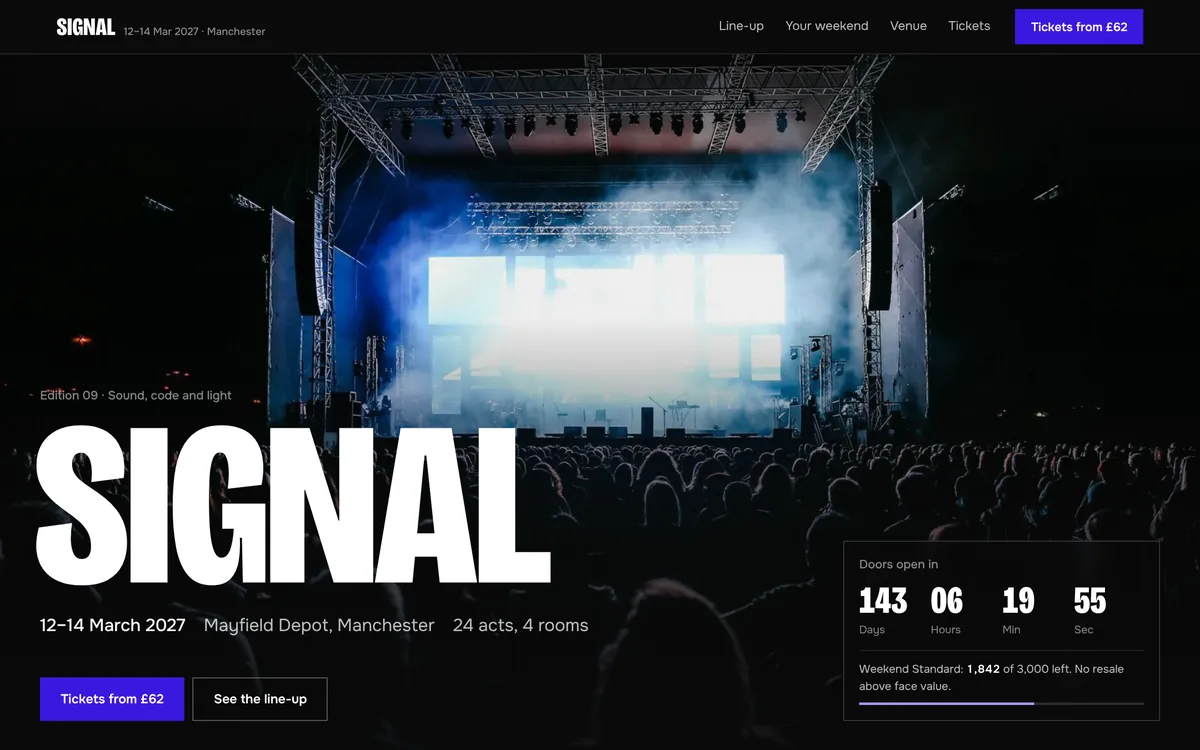 SIGNAL 12–14 Mar 2027 · Manchester
Line-up Your weekend Venue Tickets Tickets from £62
Edition 09 · Sound, code and light
SIGNAL
12–14 March 2027 Mayfield Depot, Manchester 24 acts, 4 rooms
Tickets from £62 See the line-up
Doors open in
143 06 19 55
Days Hours Min Sec
Weekend Standard: 1,842 of 3,000 left. No resale
above face value.